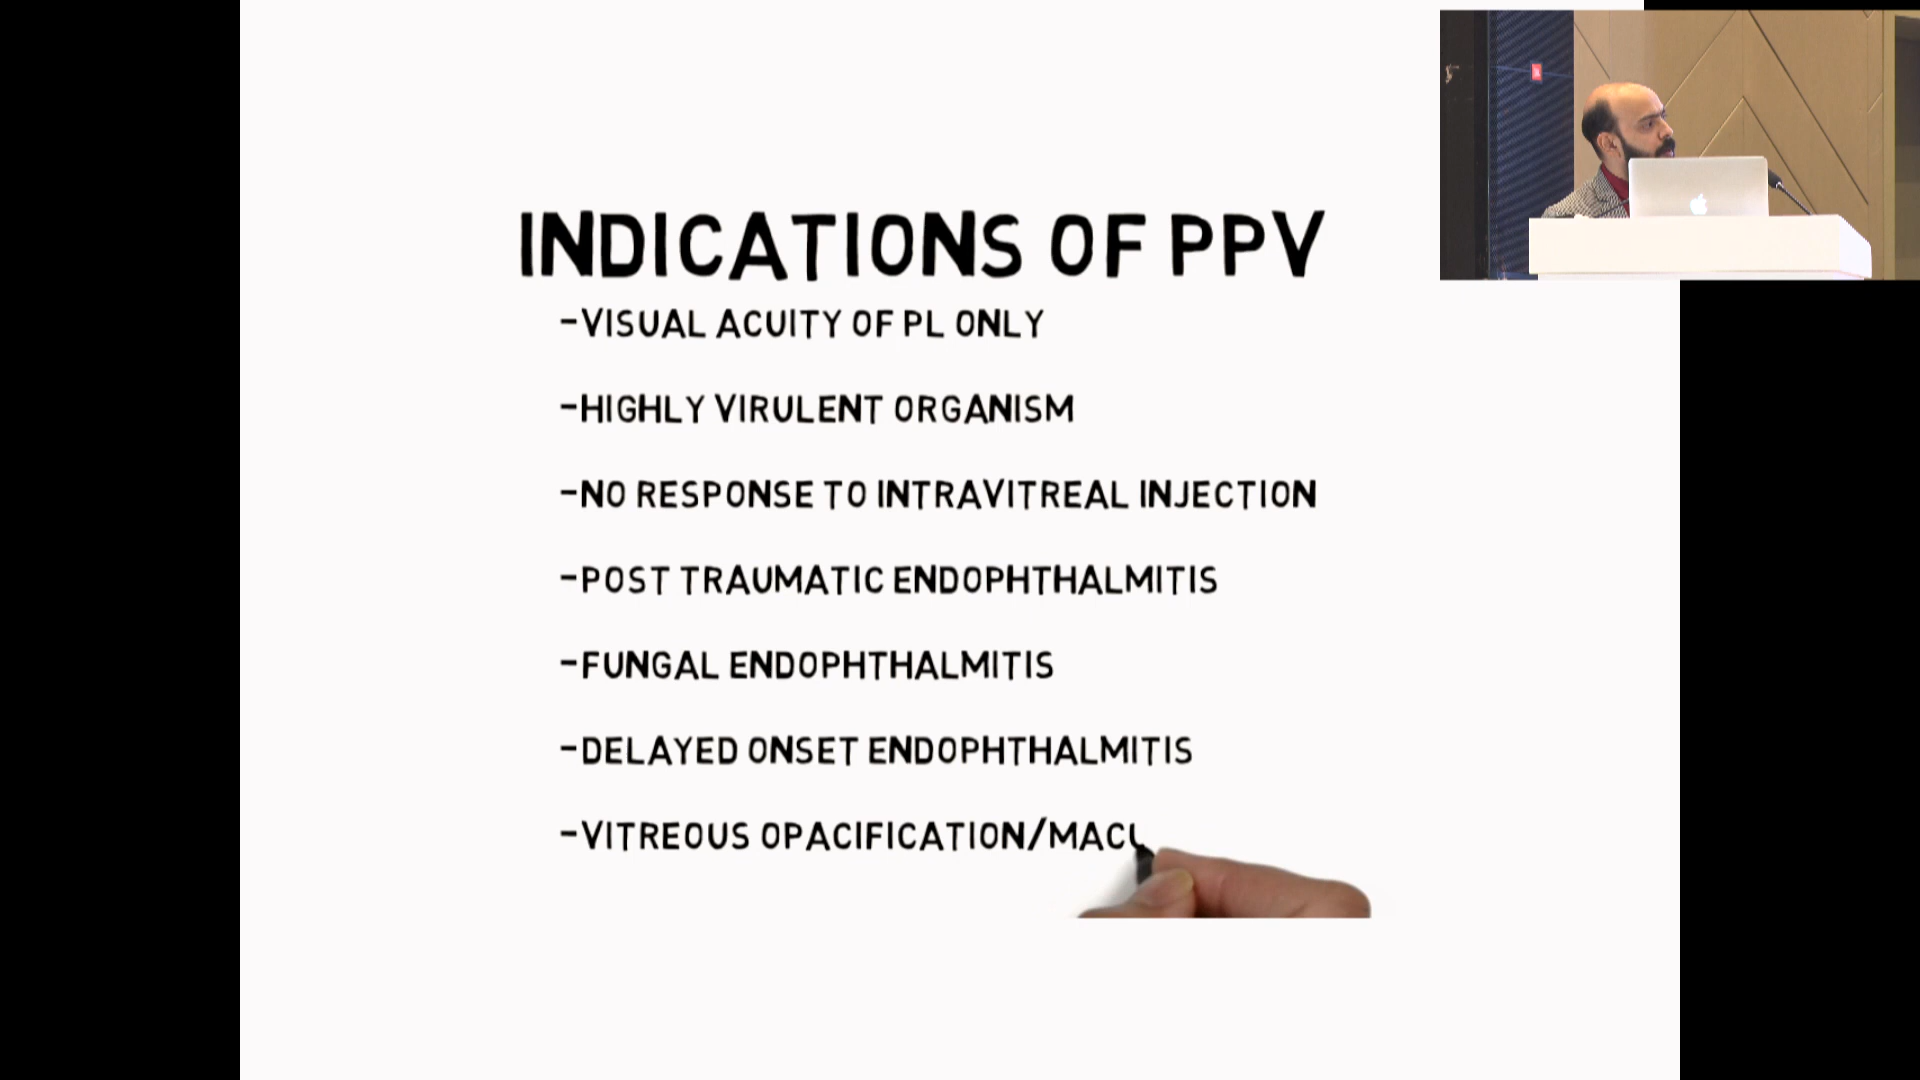 INDICATIONS OF PPV
-VISUAL ACUITY OF PL ONLY
-HIGHLY VIRULENT ORGANISM
-NO RESPONSE TO INTRAVITREAL INJECTION
-POST TRAUMATIC ENDOPHTHALMITIS
-FUNGAL ENDOPHTHALMITIS
-DELAYED ONSET ENDOPHTHALMITIS
-VITREOUS OPACIFICATION/MAC